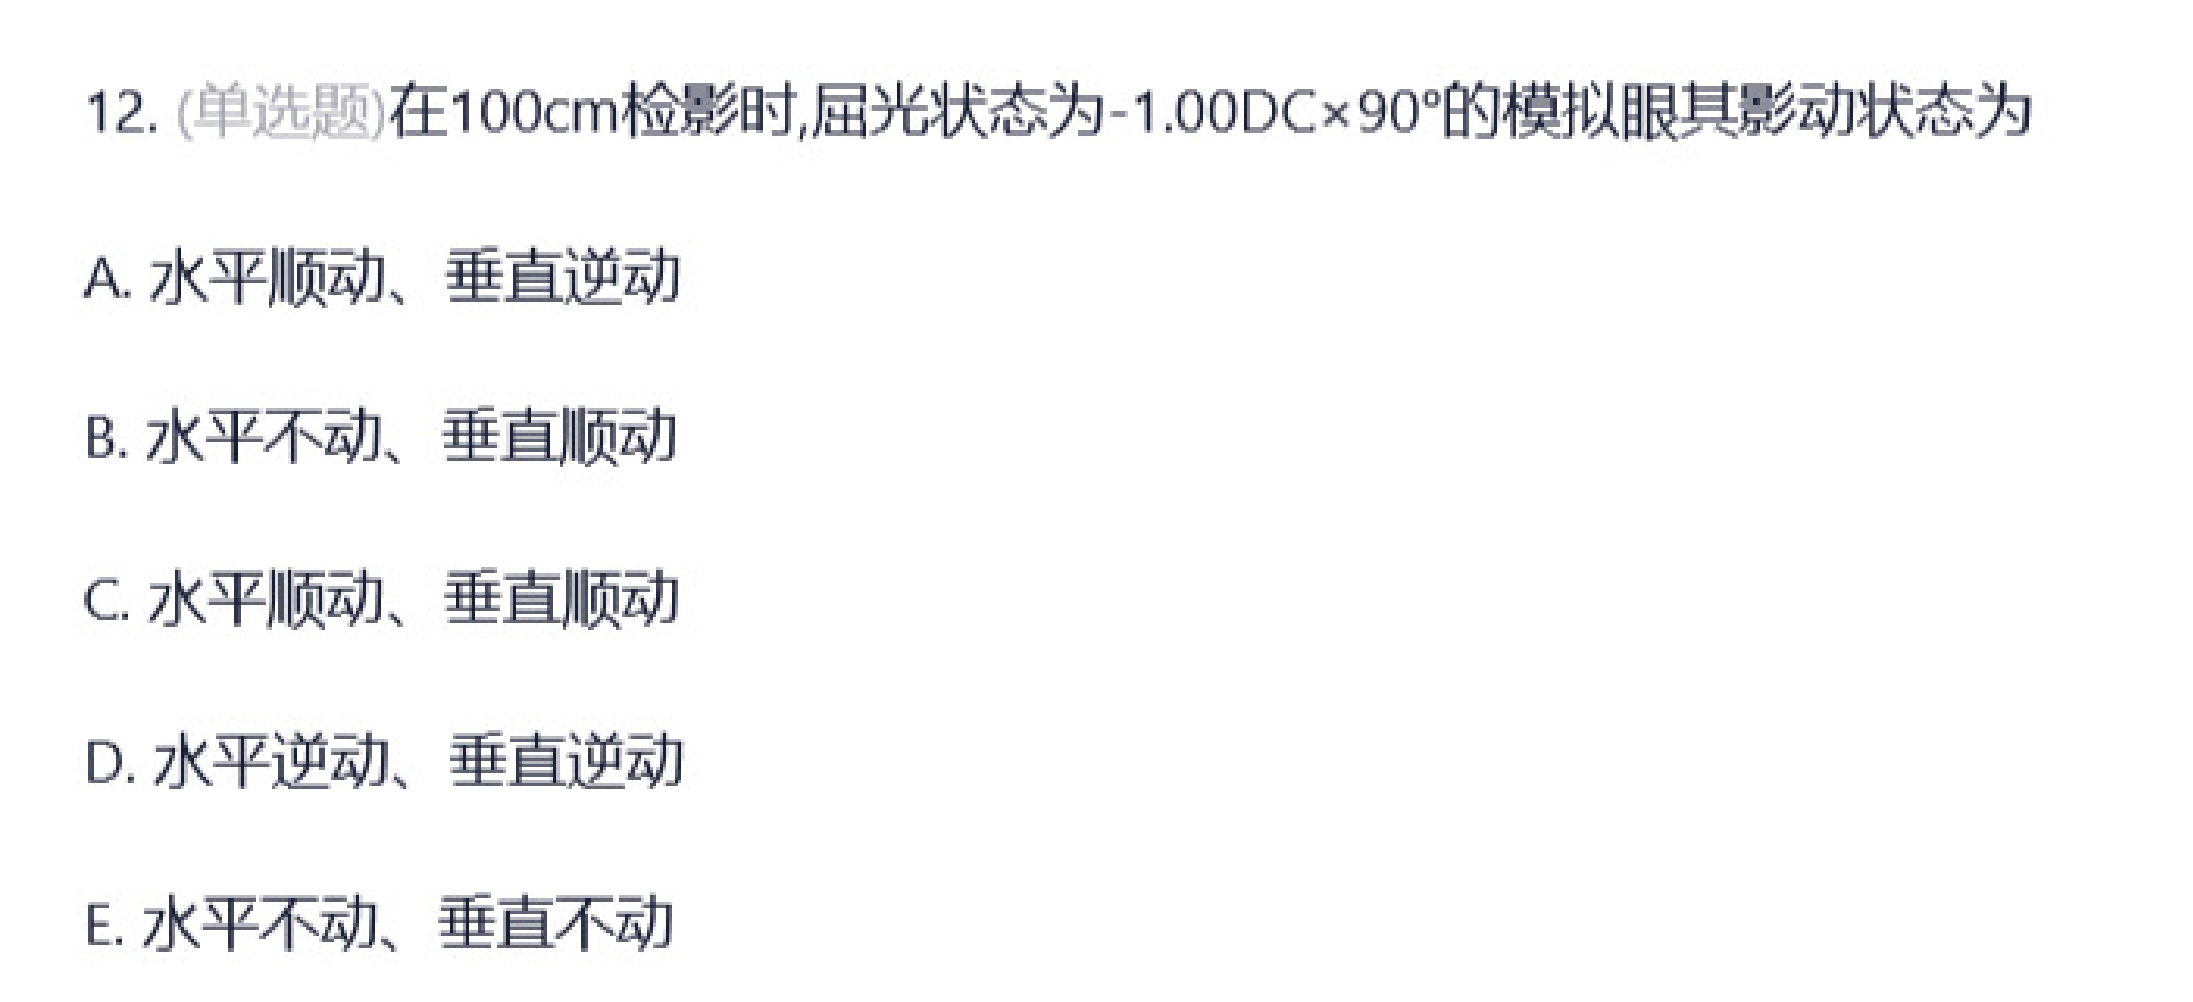 12. (单选题)在100cm检影时,屈光状态为-1.00DC×90°的模拟眼其影动状态为
A. 水平顺动、垂直逆动
B. 水平不动、垂直顺动
C. 水平顺动、垂直顺动
D. 水平逆动、垂直逆动
E. 水平不动、垂直不动